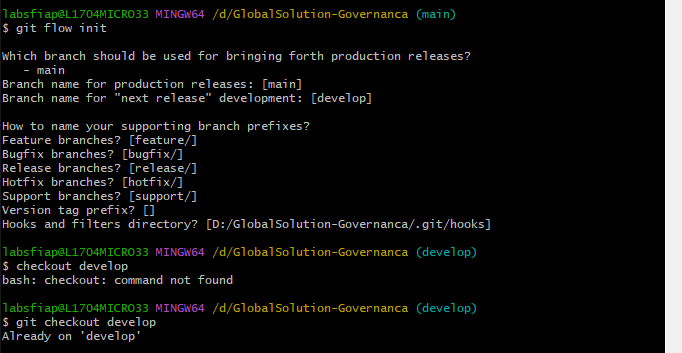 labsfiap@L1704MICRO33 MINGW64 /d/GlobalSolution-Governanca (main)
$ git flow init
Which branch should be used for bringing forth production releases?
- main
Branch name for production releases: [main]
Branch name for "next release" development: [develop]
How to name your supporting branch prefixes?
Feature branches? [feature/]
Bugfix branches? [bugfix/]
Release branches? [release/]
Hotfix branches? [hotfix/]
Support branches? [support/]
Version tag prefix? []
Hooks and filters directory? [D:/GlobalSolution-Governanca/.git/hooks]
labsfiap@L1704MICRO33 MINGW64 /d/GlobalSolution-Governanca (develop)
$ checkout develop
bash: checkout: command not found
labsfiap@L1704MICRO33 MINGW64 /d/GlobalSolution-Governanca (develop)
$ git checkout develop
Already on 'develop'